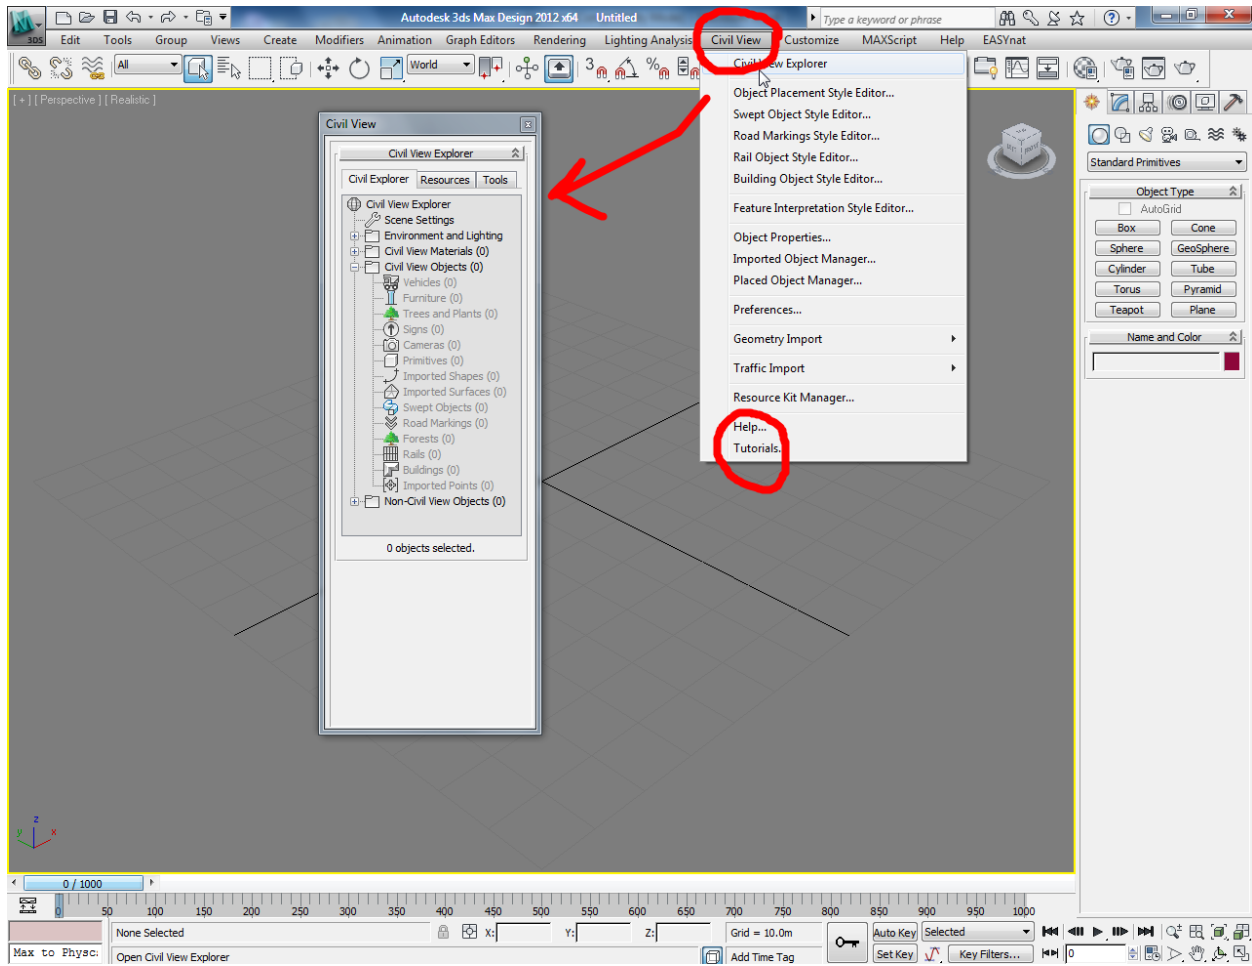 Autodesk 3ds Max Design 2012 x64 Untitled
Type a keyword or phrase
3DS Edit Tools Group Views Create Modifiers Animation Graph Editors Rendering Lighting Analysis Civil View Customize MAXScript Help EASYnat
All
World
3
%
[ + ] [ Perspective ] [ Realistic ]
Civil View
Civil View Explorer
Civil Explorer Resources Tools
Civil View Explorer
Scene Settings
Environment and Lighting
Civil View Materials (0)
Civil View Objects (0)
Vehicles (0)
Furniture (0)
Trees and Plants (0)
Signs (0)
Cameras (0)
Primitives (0)
Imported Shapes (0)
Imported Surfaces (0)
Swept Objects (0)
Road Markings (0)
Forests (0)
Rails (0)
Buildings (0)
Imported Points (0)
Non-Civil View Objects (0)
0 objects selected.
Civil View Explorer
Object Placement Style Editor...
Swept Object Style Editor...
Road Markings Style Editor...
Rail Object Style Editor...
Building Object Style Editor...
Feature Interpretation Style Editor...
Object Properties...
Imported Object Manager...
Placed Object Manager...
Preferences...
Geometry Import
Traffic Import
Resource Kit Manager...
Help...
Tutorials.
Standard Primitives
Object Type
AutoGrid
Box Cone
Sphere GeoSphere
Cylinder Tube
Torus Pyramid
Teapot Plane
Name and Color
z
y x
0 / 1000
0 50 100 150 200 250 300 350 400 450 500 550 600 650 700 750 800 850 900 950 1000
None Selected X: Y: Z: Grid = 10.0m Auto Key Selected
Max to Physc: Open Civil View Explorer Add Time Tag Set Key Key Filters... 0